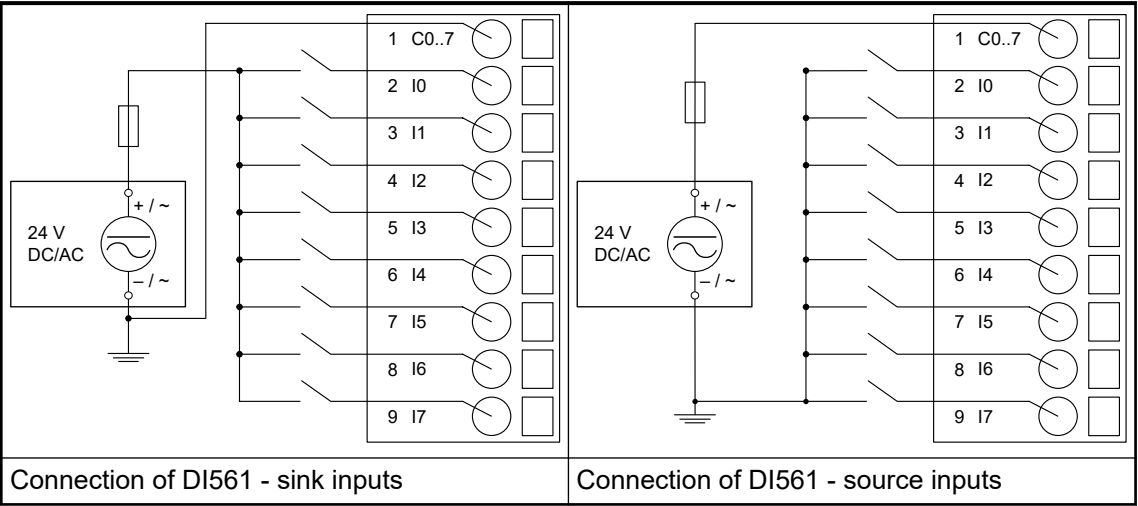 1 C0..7
2 I0
3 I1
4 I2
5 I3
6 I4
7 I5
8 I6
9 I7
+ / ~
24 V
DC/AC
– / ~
Connection of DI561 - sink inputs
1 C0..7
2 I0
3 I1
4 I2
5 I3
6 I4
7 I5
8 I6
9 I7
+ / ~
24 V
DC/AC
– / ~
Connection of DI561 - source inputs